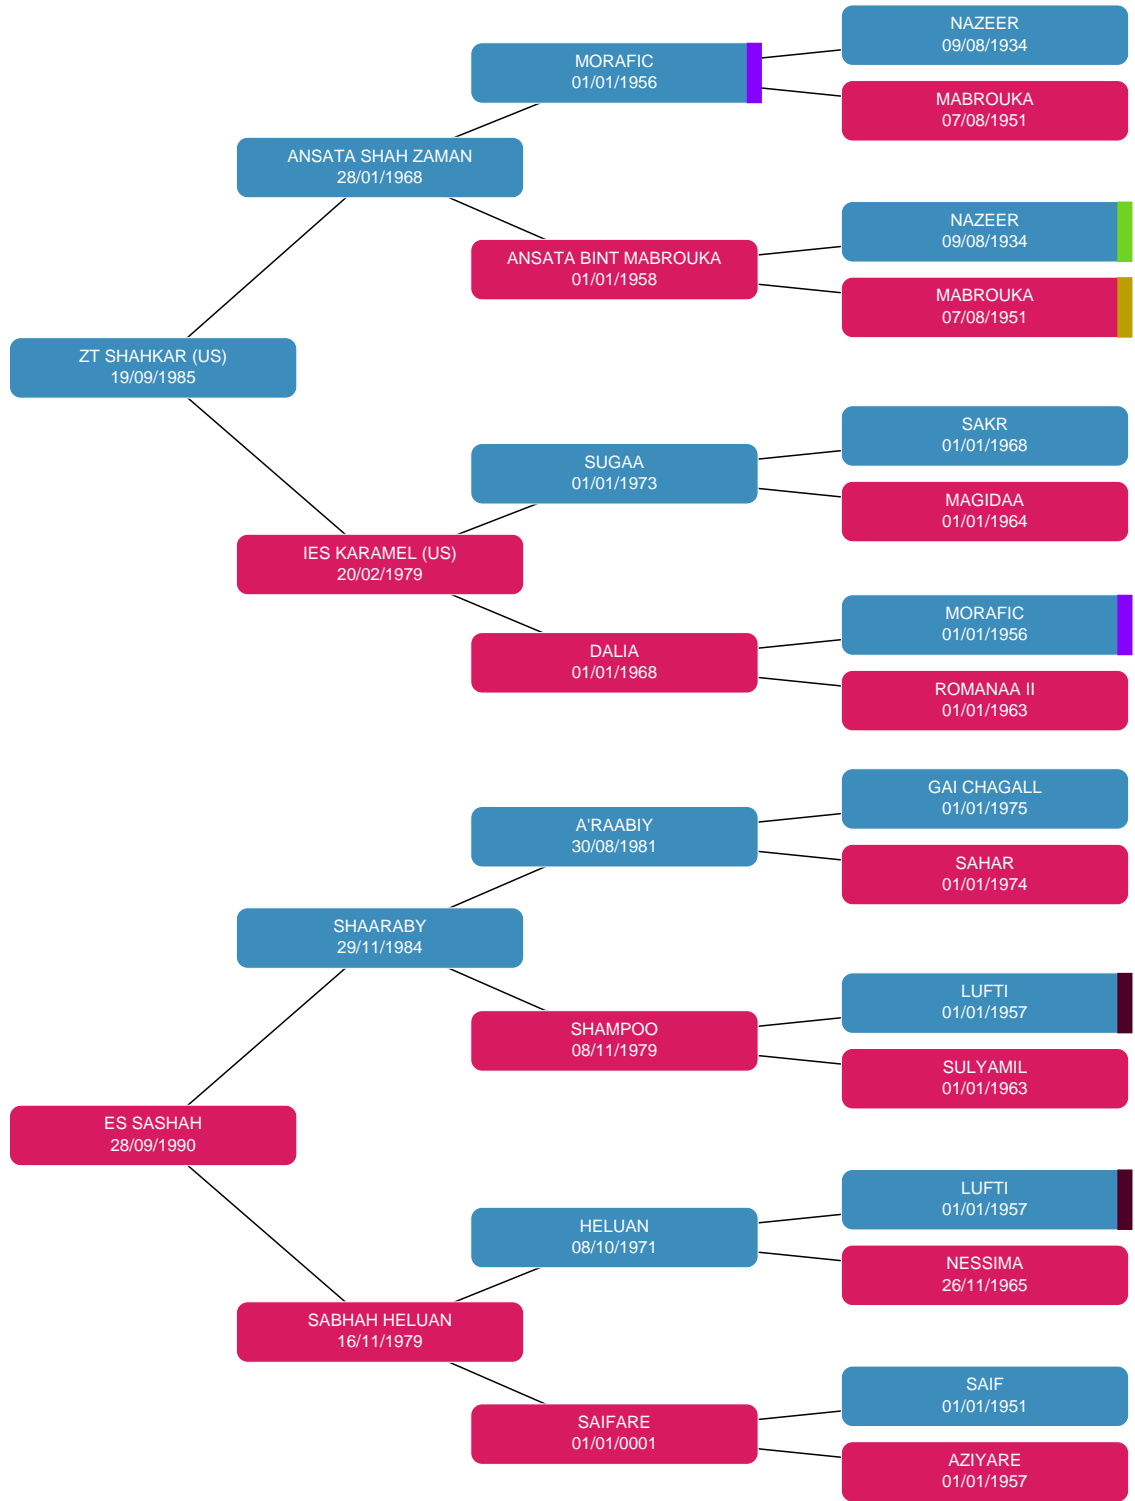 NAZEER
09/08/1934
MORAFIC
01/01/1956
MABROUKA
07/08/1951
ANSATA SHAH ZAMAN
28/01/1968
NAZEER
09/08/1934
ANSATA BINT MABROUKA
01/01/1958
MABROUKA
07/08/1951
ZT SHAHKAR (US)
19/09/1985
SAKR
01/01/1968
SUGAA
01/01/1973
MAGIDAA
01/01/1964
IES KARAMEL (US)
20/02/1979
MORAFIC
01/01/1956
DALIA
01/01/1968
ROMANAA II
01/01/1963
GAI CHAGALL
01/01/1975
A'RAABIY
30/08/1981
SAHAR
01/01/1974
SHAARABY
29/11/1984
LUFTI
01/01/1957
SHAMPOO
08/11/1979
SULYAMIL
01/01/1963
ES SASHAH
28/09/1990
LUFTI
01/01/1957
HELUAN
08/10/1971
NESSIMA
26/11/1965
SABHAH HELUAN
16/11/1979
SAIF
01/01/1951
SAIFARE
01/01/0001
AZIYARE
01/01/1957